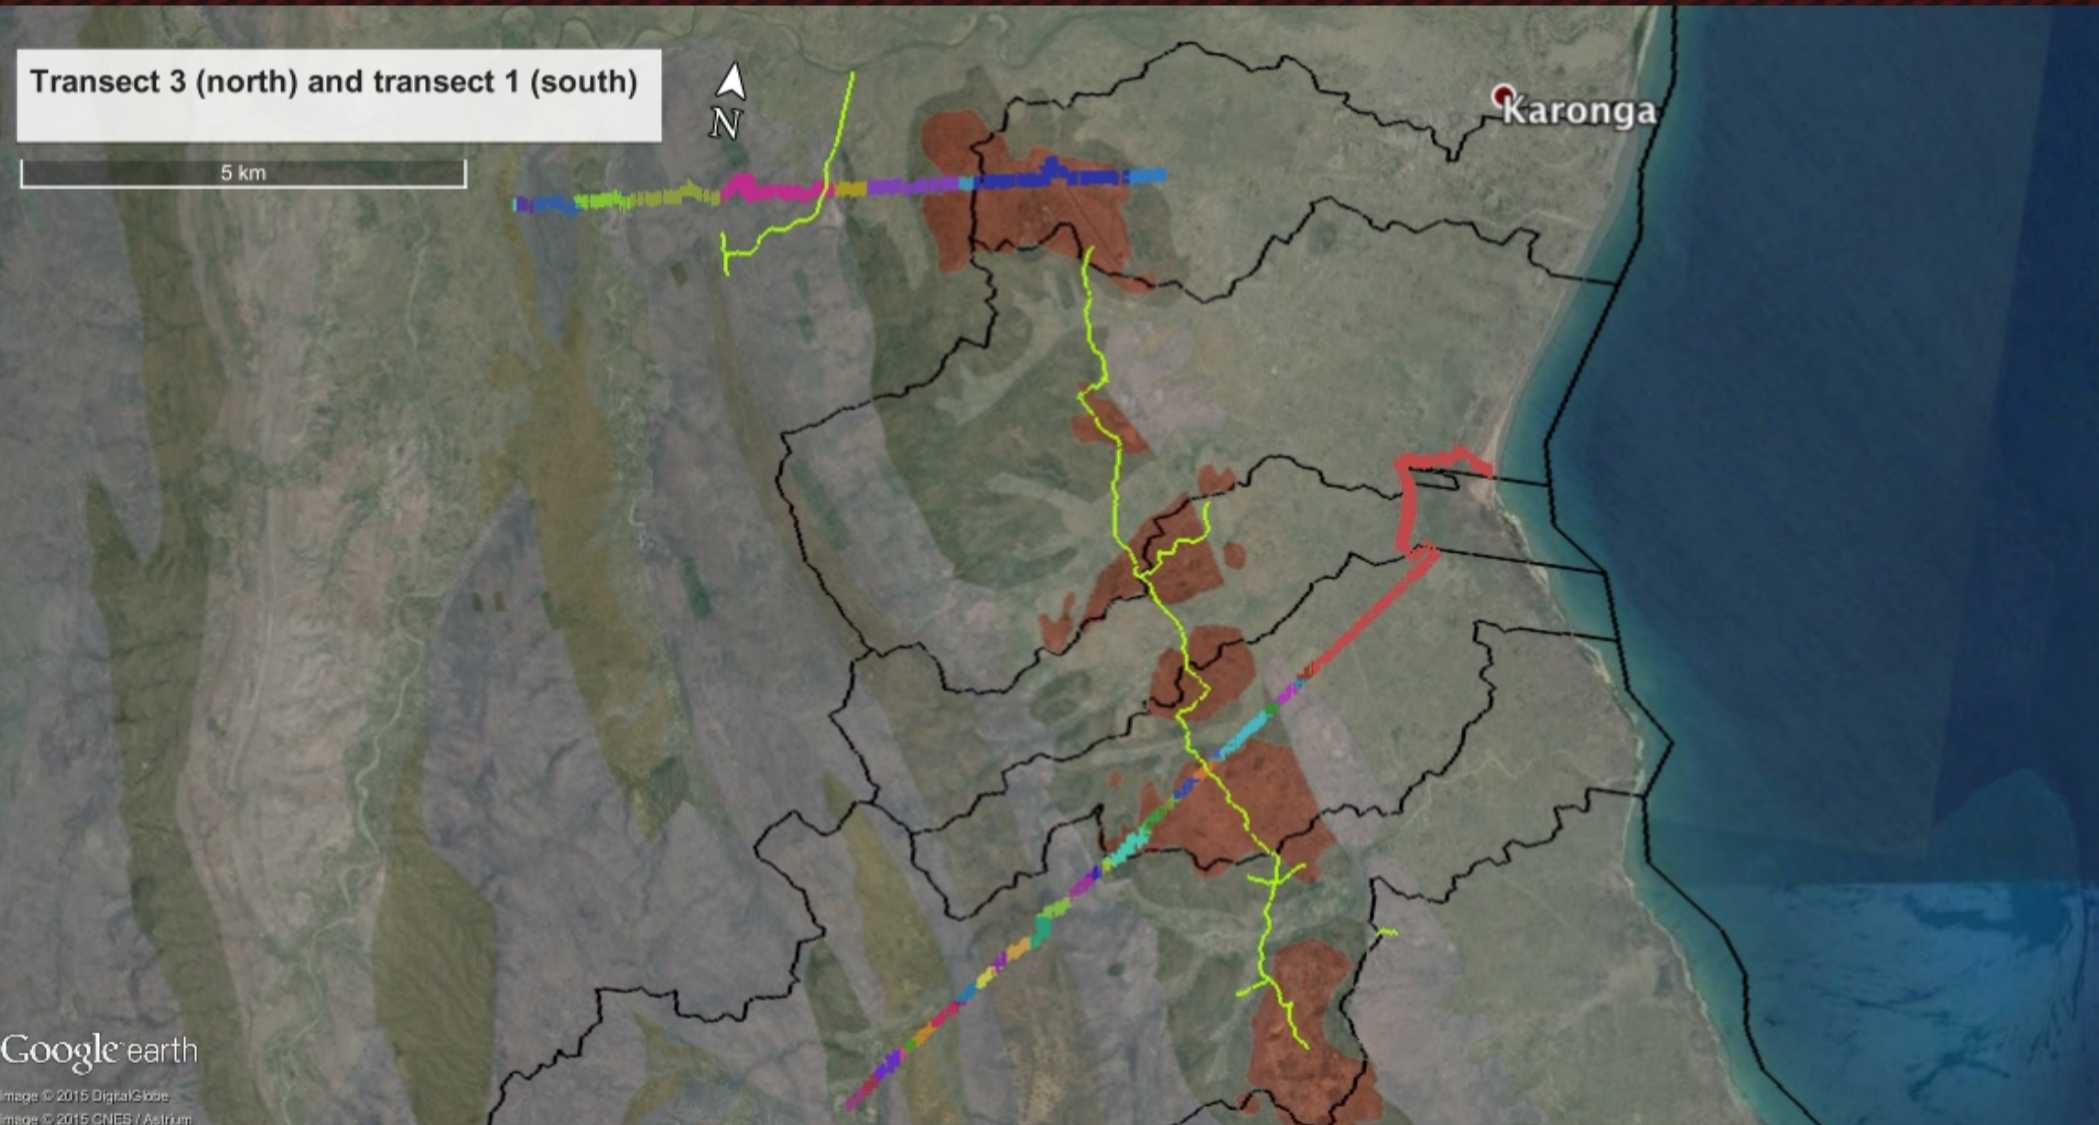 Transect 3 (north) and transect 1 (south)
N
Karonga
5 km
Google earth
Image © 2015 DigitalGlobe
Image © 2015 CNES / Astrium